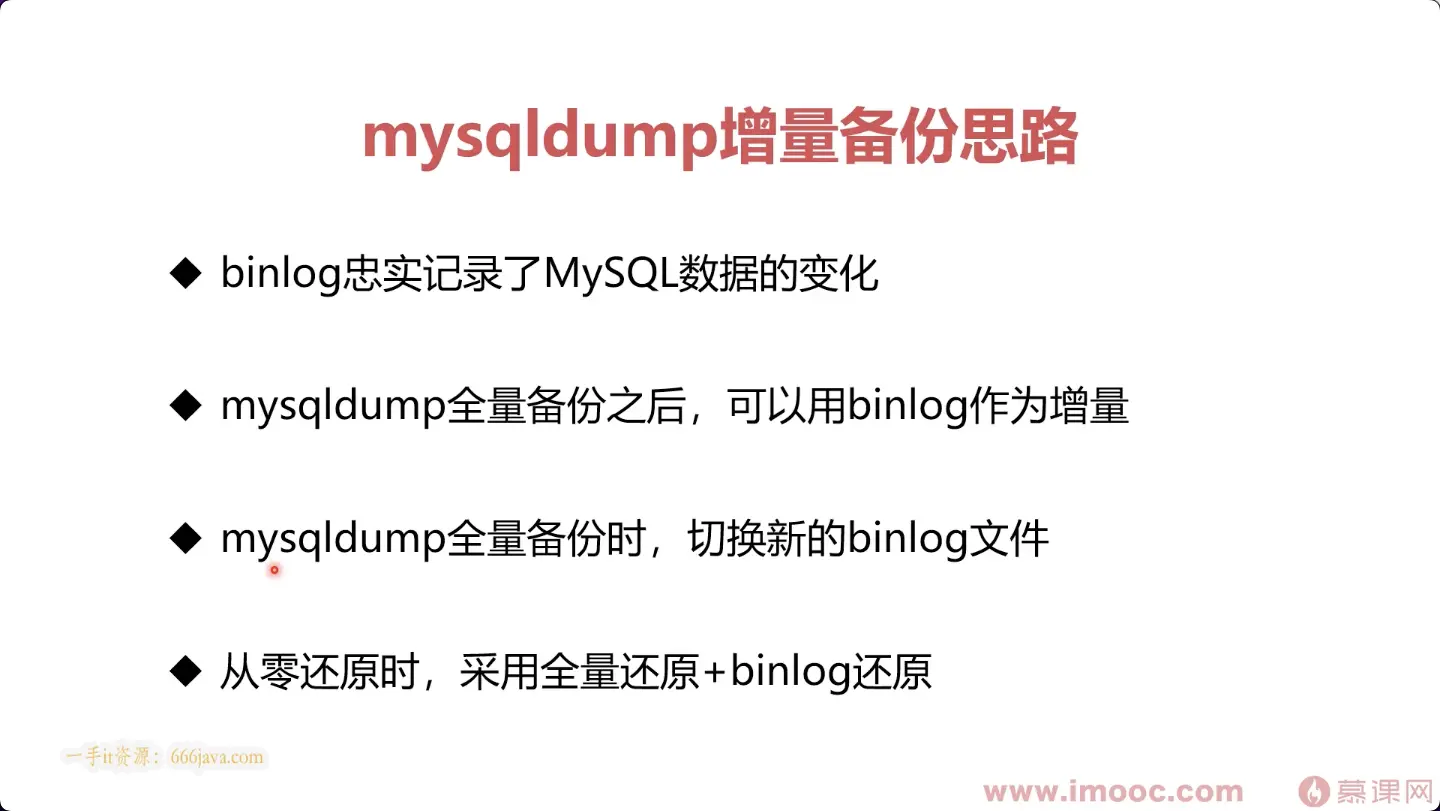 mysqldump增量备份思路
◆ binlog忠实记录了MySQL数据的变化
◆ mysqldump全量备份之后，可以用binlog作为增量
◆ mysqldump全量备份时，切换新的binlog文件
◆ 从零还原时，采用全量还原+binlog还原
一手it资源：666java.com
www.imooc.com 慕课网